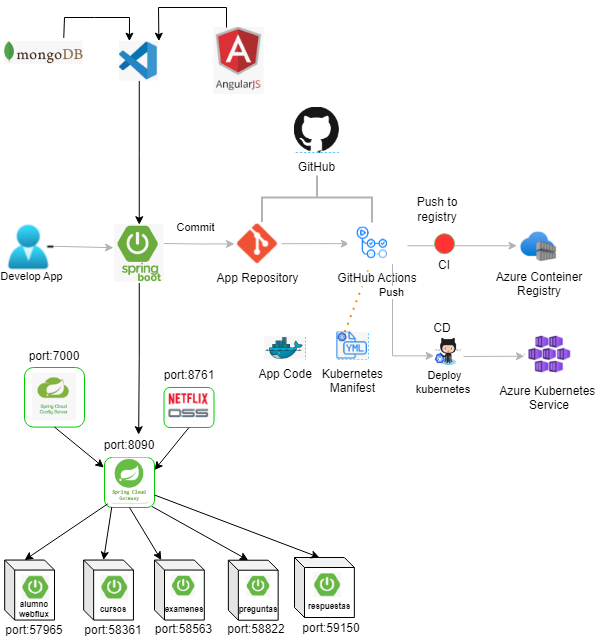 mongoDB
AngularJS
GitHub
Push to
registry
Commit
Develop App
spring
boot
App Repository
GitHub Actions
CI
Azure Conteiner
Registry
Push
CD
App Code
Kubernetes
Manifest
Deploy
kubernetes
Azure Kubernetes
Service
port:7000
port:8761
Spring Cloud
Config Server
NETFLIX
OSS
port:8090
Spring Cloud
Gateway
alumno
webflux
cursos
examenes
preguntas
respuestas
port:57965
port:58361
port:58563
port:58822
port:59150
YML